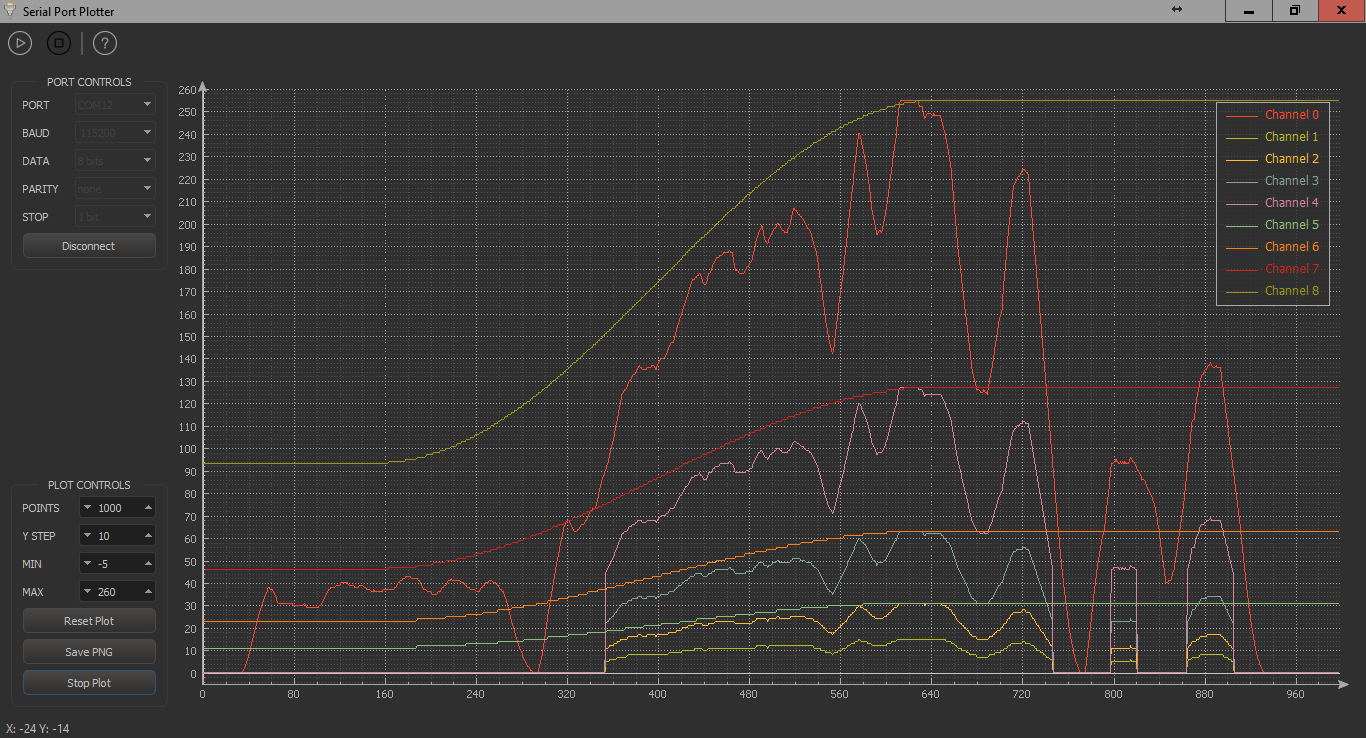 Serial Port Plotter
?
PORT CONTROLS
PORT COM12
BAUD 115200
DATA 8 bits
PARITY none
STOP 1 bit
Disconnect
260
250
240
230
220
210
200
190
180
170
160
150
140
130
120
110
100
90
80
70
60
50
40
30
20
10
0
Channel 0
Channel 1
Channel 2
Channel 3
Channel 4
Channel 5
Channel 6
Channel 7
Channel 8
0 80 160 240 320 400 480 560 640 720 800 880 960
PLOT CONTROLS
POINTS 1000
Y STEP 10
MIN -5
MAX 260
Reset Plot
Save PNG
Stop Plot
X: -24 Y: -14